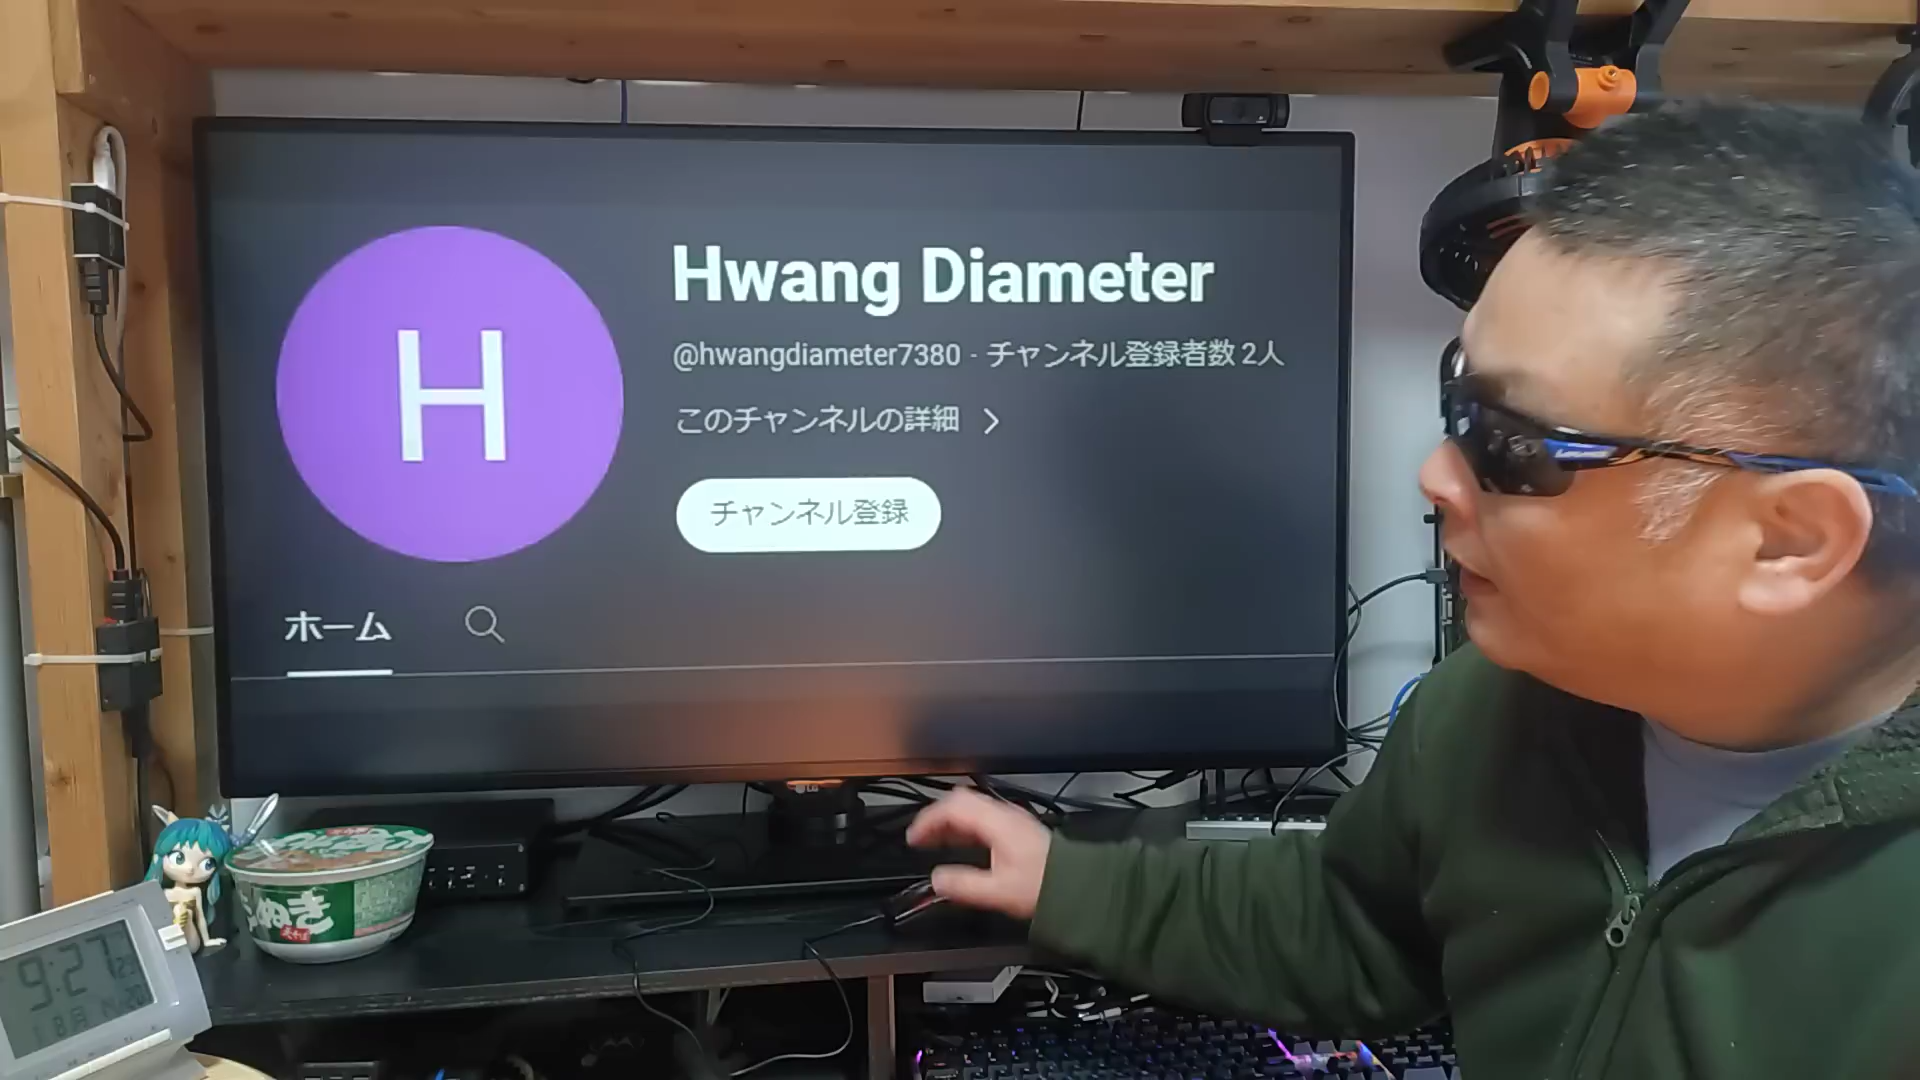 Hwang Diameter
@hwangdiameter7380 - チャンネル登録者数 2人
このチャンネルの詳細 >
チャンネル登録
H
ホーム
LG
ぬき
9:27